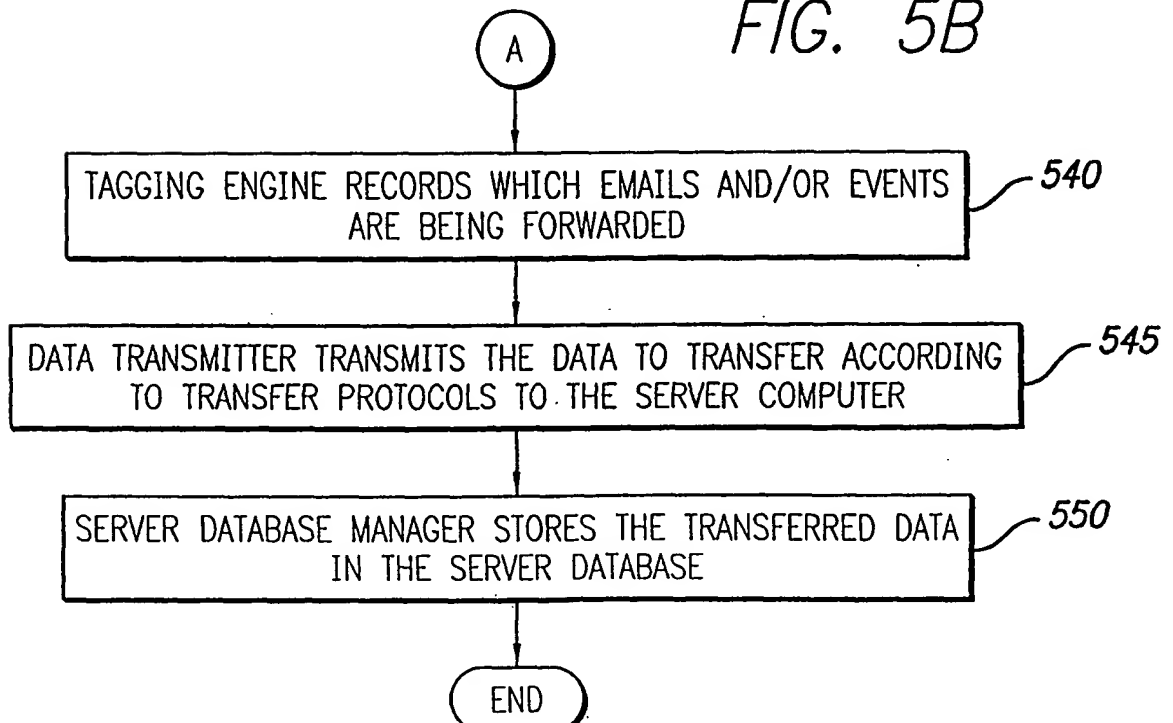 FIG. 5B
A
TAGGING ENGINE RECORDS WHICH EMAILS AND/OR EVENTS
ARE BEING FORWARDED
540
DATA TRANSMITTER TRANSMITS THE DATA TO TRANSFER ACCORDING
TO TRANSFER PROTOCOLS TO THE SERVER COMPUTER
545
SERVER DATABASE MANAGER STORES THE TRANSFERRED DATA
IN THE SERVER DATABASE
550
END